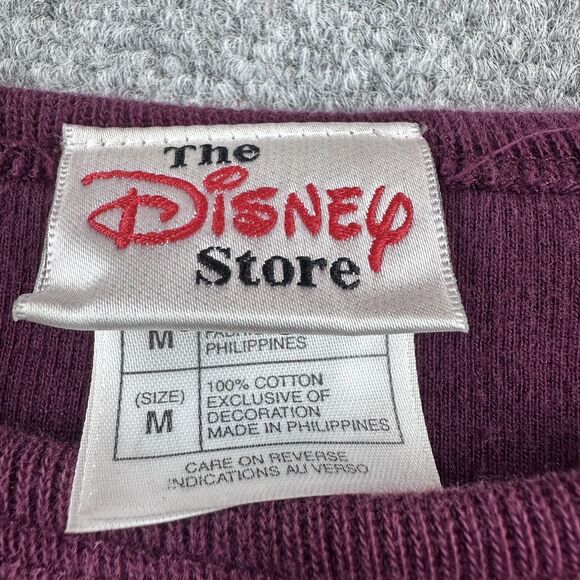 The
Disney
Store
M
PHILIPPINES
(SIZE)
M
100% COTTON
EXCLUSIVE OF
DECORATION
MADE IN PHILIPPINES
CARE ON REVERSE
INDICATIONS AU VERSO